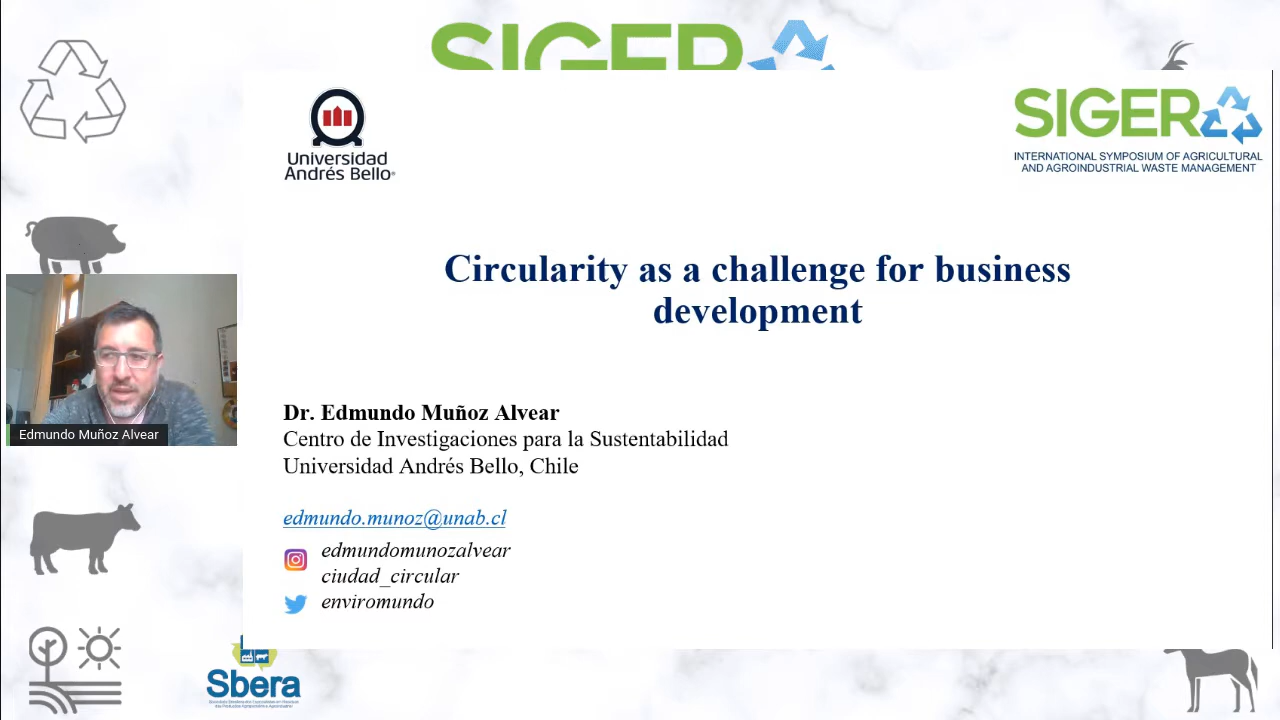 SIGER
Universidad
Andrés Bello®
SIGER
INTERNATIONAL SYMPOSIUM OF AGRICULTURAL
AND AGROINDUSTRIAL WASTE MANAGEMENT
Circularity as a challenge for business
development
Edmundo Muñoz Alvear
Dr. Edmundo Muñoz Alvear
Centro de Investigaciones para la Sustentabilidad
Universidad Andrés Bello, Chile
edmundo.munoz@unab.cl
edmundomunozalvear
ciudad_circular
enviromundo
Sbera